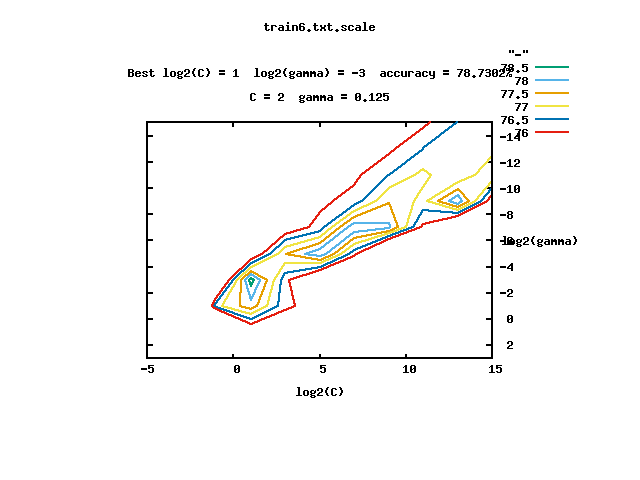 train6.txt.scale
"-"
78.5
Best log2(C) = 1  log2(gamma) = -3  accuracy = 78.7302%
78
77.5
C = 2  gamma = 0.125
77
76.5
76
-14
-12
-10
-8
-6
log2(gamma)
-4
-2
0
2
-5 0 5 10 15
log2(C)